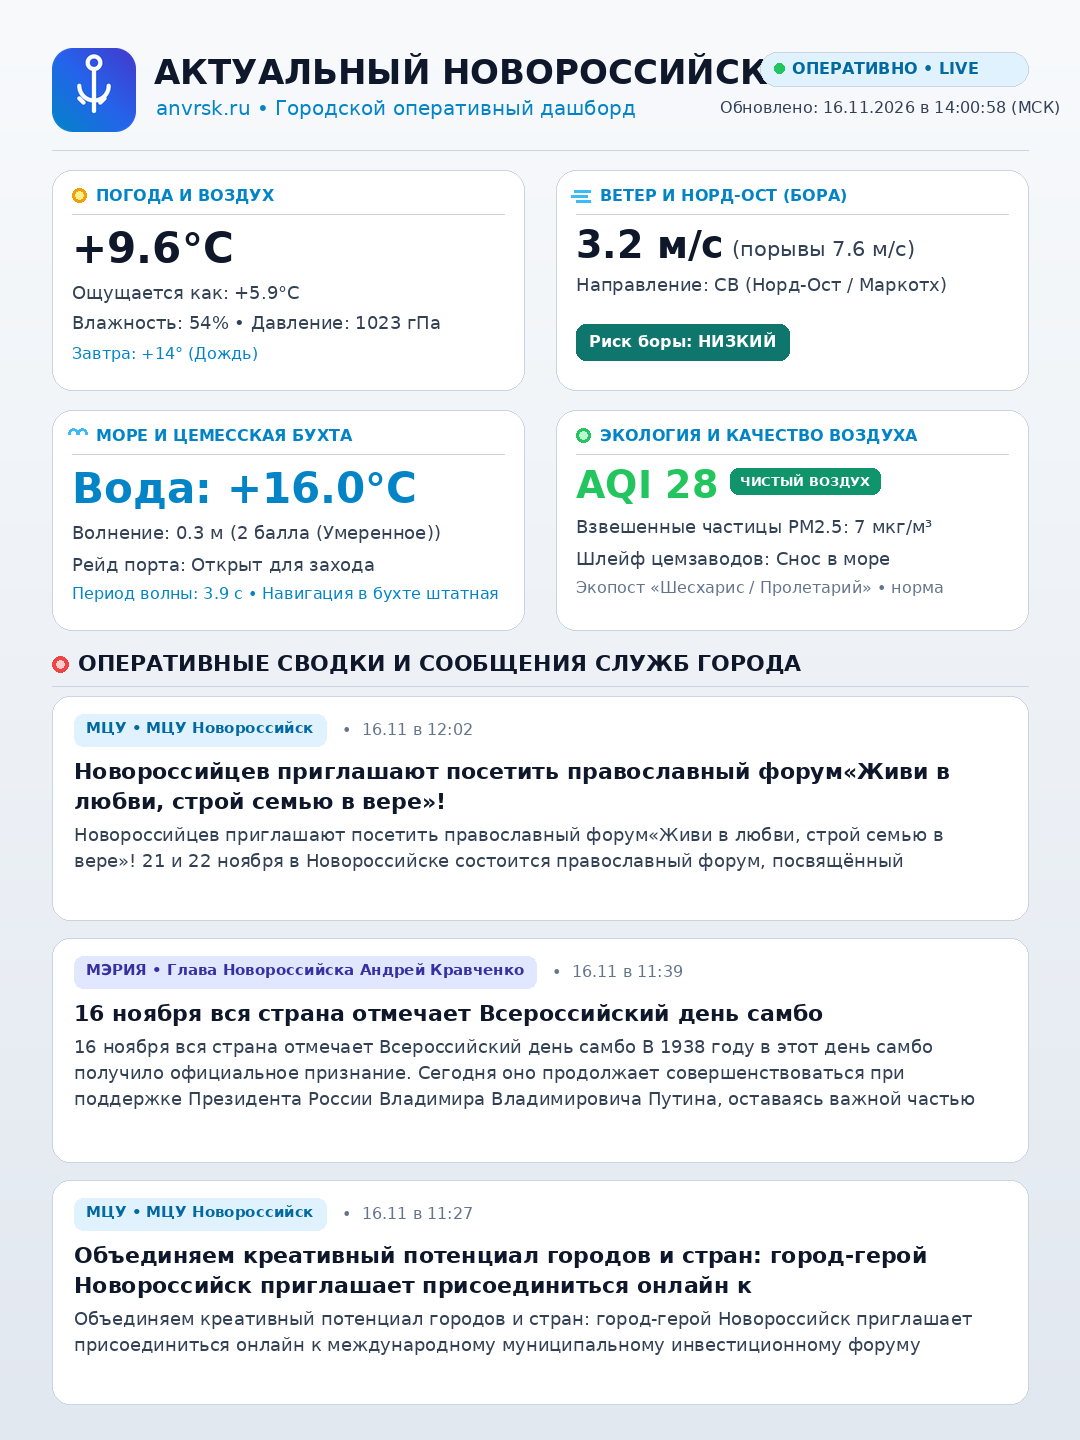 АКТУАЛЬНЫЙ НОВОРОССИЙСК
ОПЕРАТИВНО • LIVE
anvrsk.ru • Городской оперативный дашборд
Обновлено: 16.11.2026 в 14:00:58 (МСК)
ПОГОДА И ВОЗДУХ
+9.6°C
Ощущается как: +5.9°C
Влажность: 54% • Давление: 1023 гПа
Завтра: +14° (Дождь)
ВЕТЕР И НОРД-ОСТ (БОРА)
3.2 м/с (порывы 7.6 м/с)
Направление: СВ (Норд-Ост / Маркотх)
Риск боры: НИЗКИЙ
МОРЕ И ЦЕМЕССКАЯ БУХТА
Вода: +16.0°C
Волнение: 0.3 м (2 балла (Умеренное))
Рейд порта: Открыт для захода
Период волны: 3.9 с • Навигация в бухте штатная
ЭКОЛОГИЯ И КАЧЕСТВО ВОЗДУХА
AQI 28 ЧИСТЫЙ ВОЗДУХ
Взвешенные частицы PM2.5: 7 мкг/м³
Шлейф цемзаводов: Снос в море
Экопост «Шесхарис / Пролетарий» • норма
ОПЕРАТИВНЫЕ СВОДКИ И СООБЩЕНИЯ СЛУЖБ ГОРОДА
МЦУ • МЦУ Новороссийск • 16.11 в 12:02
Новороссийцев приглашают посетить православный форум«Живи в
любви, строй семью в вере»!
Новороссийцев приглашают посетить православный форум«Живи в любви, строй семью в
вере»! 21 и 22 ноября в Новороссийске состоится православный форум, посвящённый
МЭРИЯ • Глава Новороссийска Андрей Кравченко • 16.11 в 11:39
16 ноября вся страна отмечает Всероссийский день самбо
16 ноября вся страна отмечает Всероссийский день самбо В 1938 году в этот день самбо
получило официальное признание. Сегодня оно продолжает совершенствоваться при
поддержке Президента России Владимира Владимировича Путина, оставаясь важной частью
МЦУ • МЦУ Новороссийск • 16.11 в 11:27
Объединяем креативный потенциал городов и стран: город-герой
Новороссийск приглашает присоединиться онлайн к
Объединяем креативный потенциал городов и стран: город-герой Новороссийск приглашает
присоединиться онлайн к международному муниципальному инвестиционному форуму